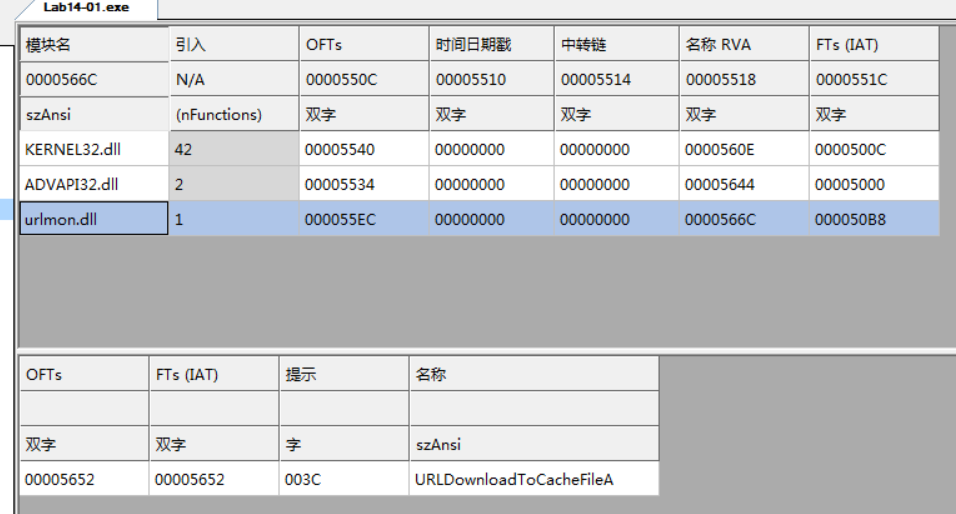 Lab14-01.exe
模块名 引入 OFTs 时间日期戳 中转链 名称 RVA FTs (IAT)
0000566C N/A 0000550C 00005510 00005514 00005518 0000551C
szAnsi (nFunctions) 双字 双字 双字 双字 双字
KERNEL32.dll 42 00005540 00000000 00000000 0000560E 0000500C
ADVAPI32.dll 2 00005534 00000000 00000000 00005644 00005000
urlmon.dll 1 000055EC 00000000 00000000 0000566C 000050B8
OFTs FTs (IAT) 提示 名称
双字 双字 字 szAnsi
00005652 00005652 003C URLDownloadToCacheFileA